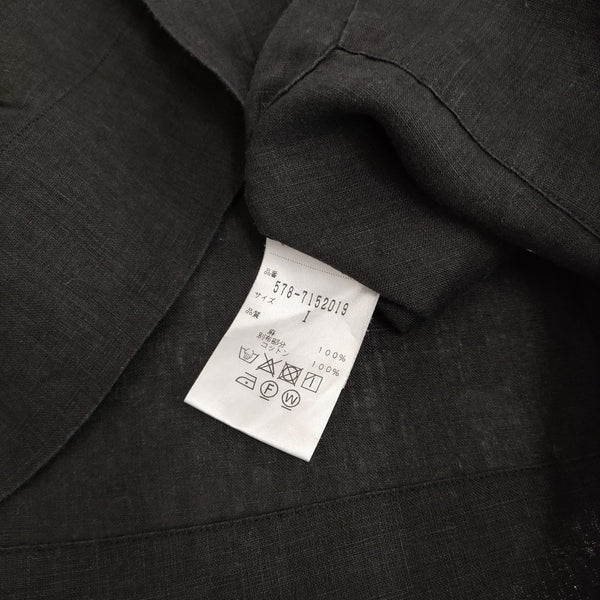 品番
578-7152019
サイズ
I
品質
麻 100%
別布部分
コットン 100%
F W